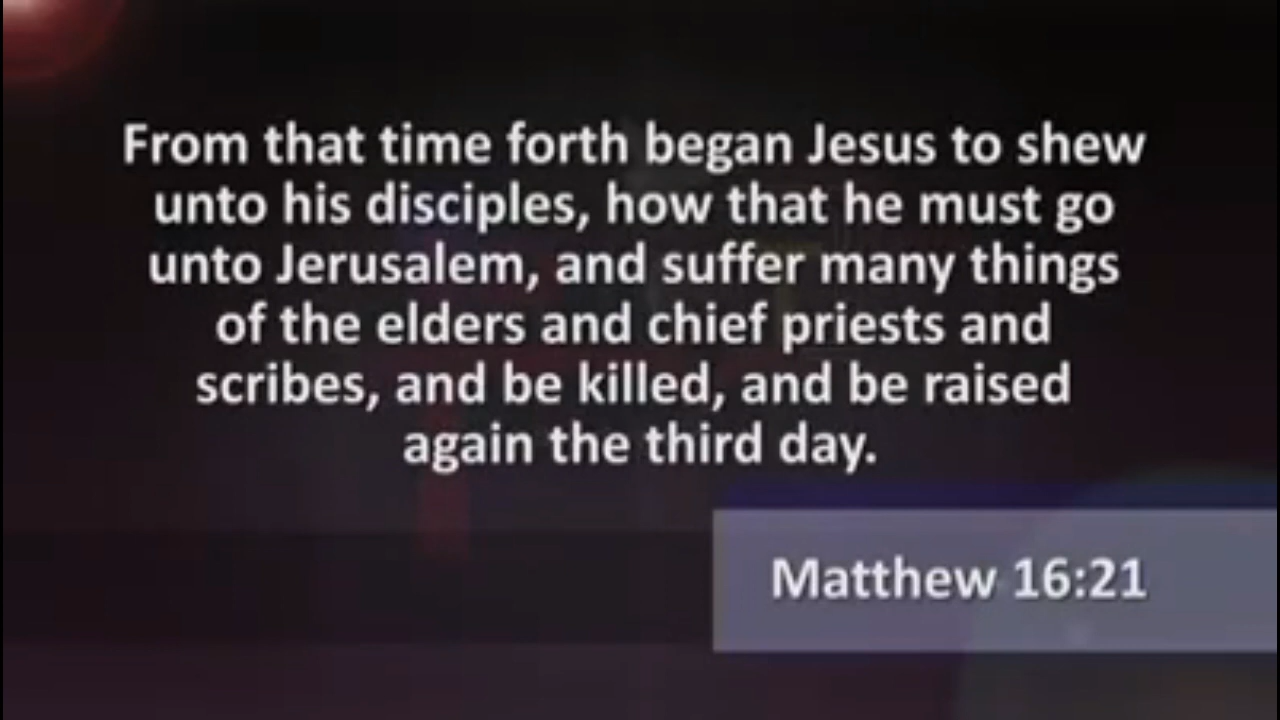 From that time forth began Jesus to shew
unto his disciples, how that he must go
unto Jerusalem, and suffer many things
of the elders and chief priests and
scribes, and be killed, and be raised
again the third day.
Matthew 16:21